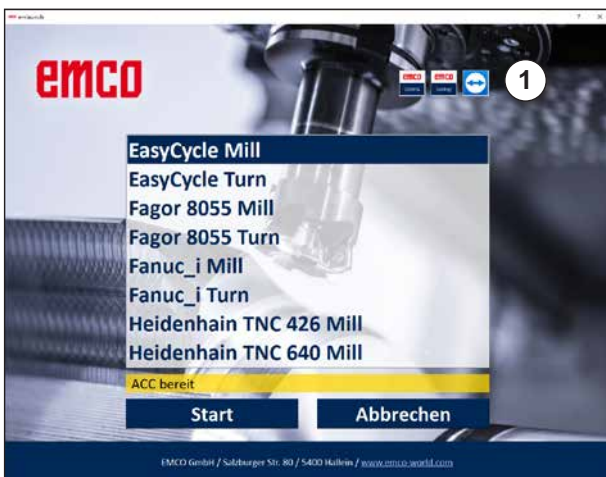 emco
1
EasyCycle Mill
EasyCycle Turn
Fagor 8055 Mill
Fagor 8055 Turn
Fanuc_i Mill
Fanuc_i Turn
Heidenhain TNC 426 Mill
Heidenhain TNC 640 Mill
ACC bereit
Start Abbrechen
EMCO GmbH / Salzburger Str. 80 / 5400 Hallein / www.emco-world.com